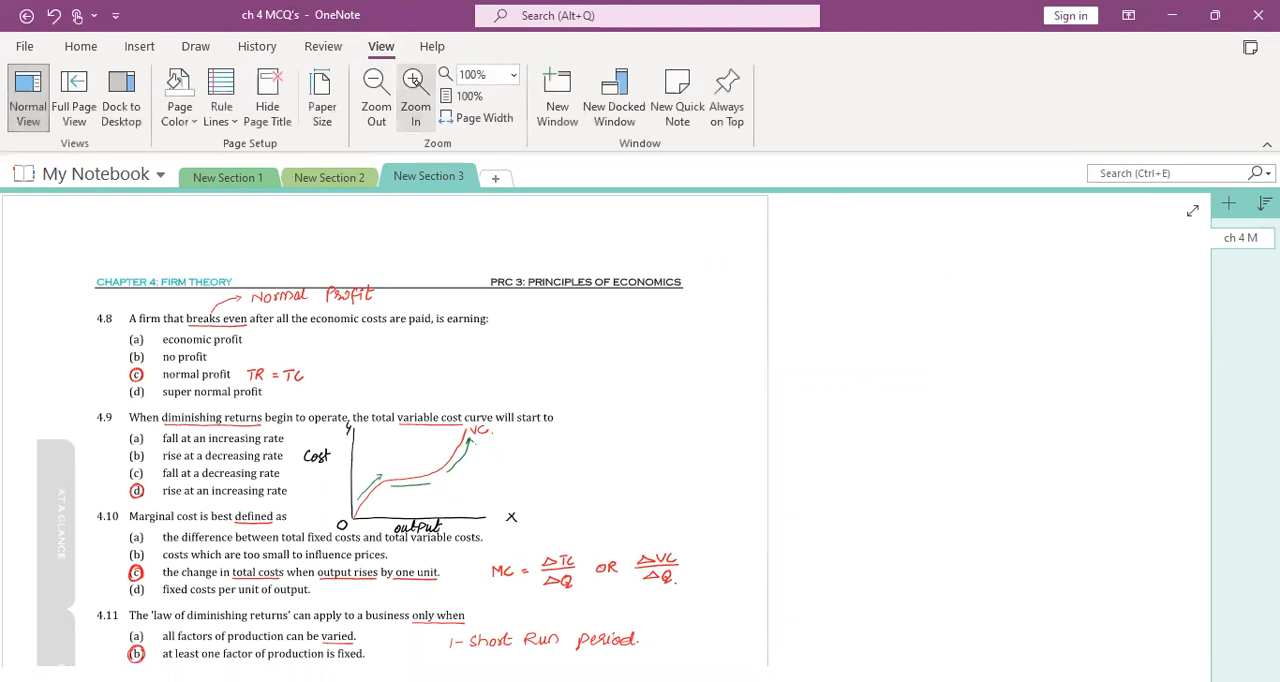 ch 4 MCQ's - OneNote
Search (Alt+Q)
Sign in
File Home Insert Draw History Review View Help
Normal View
Full Page View
Dock to Desktop
Page Color
Rule Lines
Hide Page Title
Paper Size
Zoom Out
Zoom In
100%
100%
Page Width
New Window
New Docked Window
New Quick Note
Always on Top
Views
Page Setup
Zoom
Window
My Notebook
New Section 1
New Section 2
New Section 3
Search (Ctrl+E)
ch 4 M
CHAPTER 4: FIRM THEORY PRC 3: PRINCIPLES OF ECONOMICS
Normal Profit
4.8 A firm that breaks even after all the economic costs are paid, is earning:
(a) economic profit
(b) no profit
(c) normal profit TR = TC
(d) super normal profit
4.9 When diminishing returns begin to operate, the total variable cost curve will start to
(a) fall at an increasing rate
(b) rise at a decreasing rate
(c) fall at a decreasing rate
(d) rise at an increasing rate
y
VC.
Cost
O
output
X
AT A GLANCE
4.10 Marginal cost is best defined as
(a) the difference between total fixed costs and total variable costs.
(b) costs which are too small to influence prices.
(c) the change in total costs when output rises by one unit.
(d) fixed costs per unit of output.
MC = ΔTC/ΔQ OR ΔVC/ΔQ.
4.11 The 'law of diminishing returns' can apply to a business only when
(a) all factors of production can be varied.
(b) at least one factor of production is fixed.
1- Short Run period.